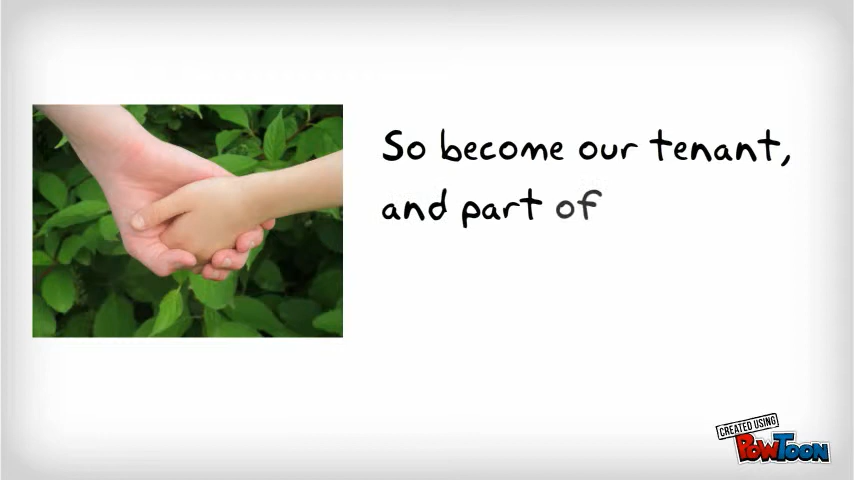 So become our tenant,
and part of
CREATED USING
POWTOON